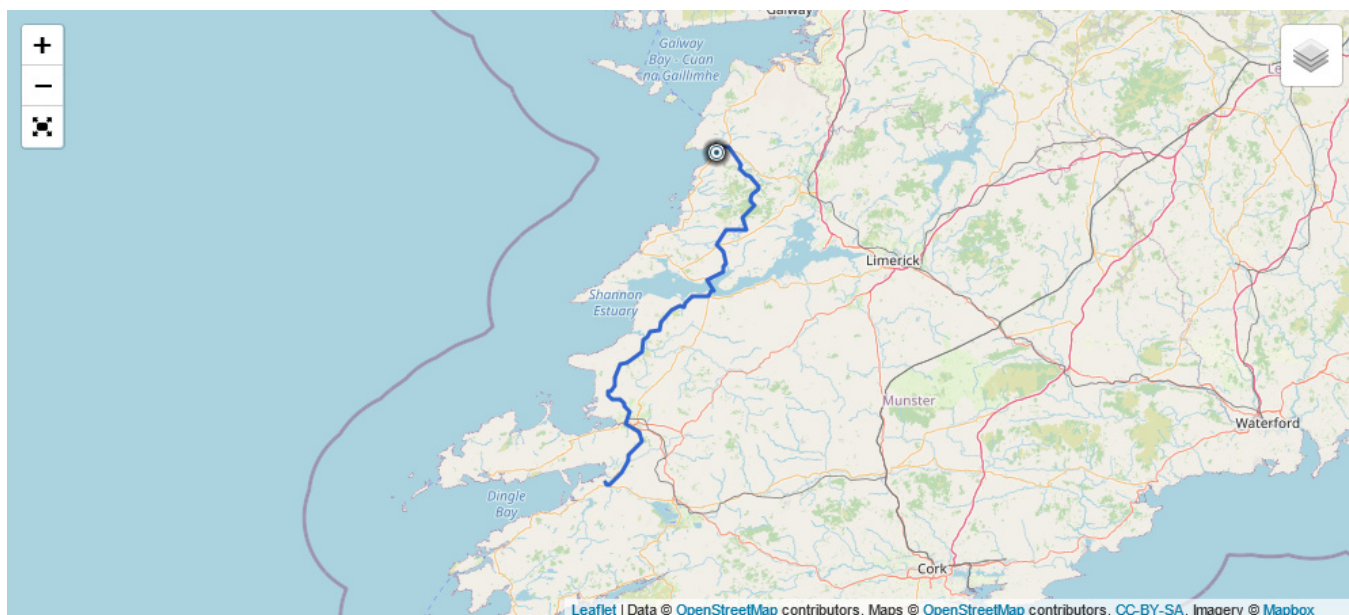 Galway
+
−
Galway
Bay - Cuan
na Gaillimhe
Limerick
Shannon
Estuary
Munster
Waterford
Dingle
Bay
Cork
Leaflet | Data © OpenStreetMap contributors, Maps © OpenStreetMap contributors, CC-BY-SA, Imagery © Mapbox